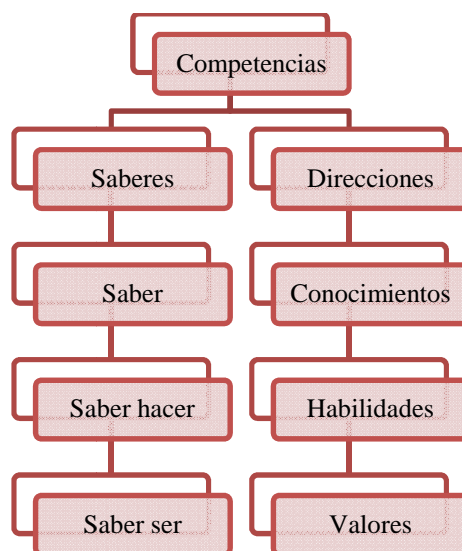 Competencias
Saberes
Direcciones
Saber
Conocimientos
Saber hacer
Habilidades
Saber ser
Valores